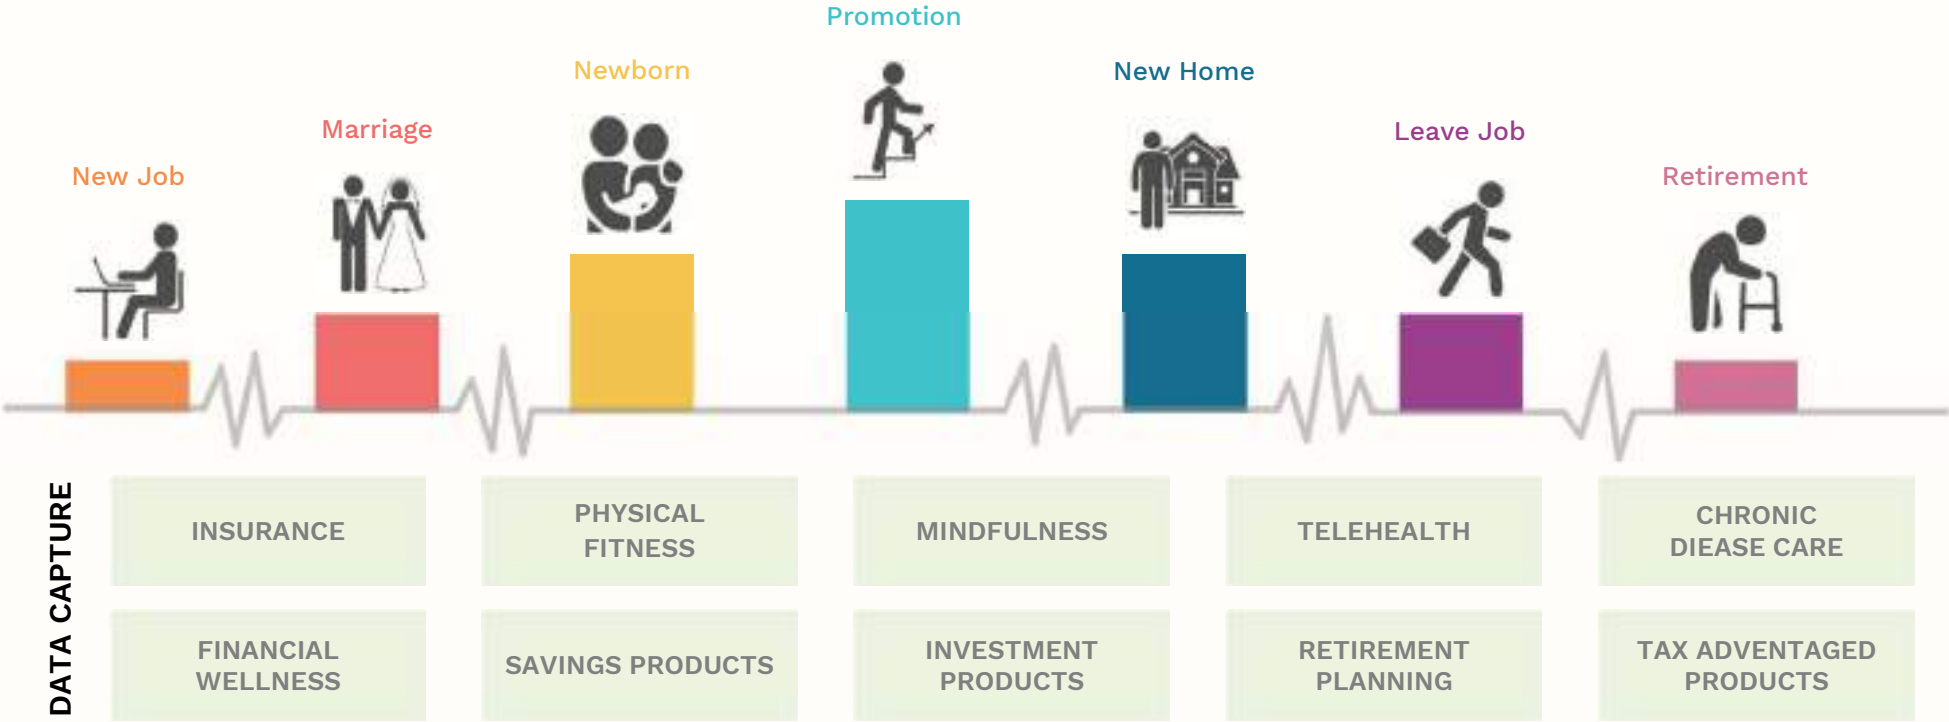 Promotion
Newborn
New Home
Marriage
Leave Job
New Job
Retirement
DATA CAPTURE
INSURANCE
PHYSICAL
FITNESS
MINDFULNESS
TELEHEALTH
CHRONIC
DIEASE CARE
FINANCIAL
WELLNESS
SAVINGS PRODUCTS
INVESTMENT
PRODUCTS
RETIREMENT
PLANNING
TAX ADVENTAGED
PRODUCTS